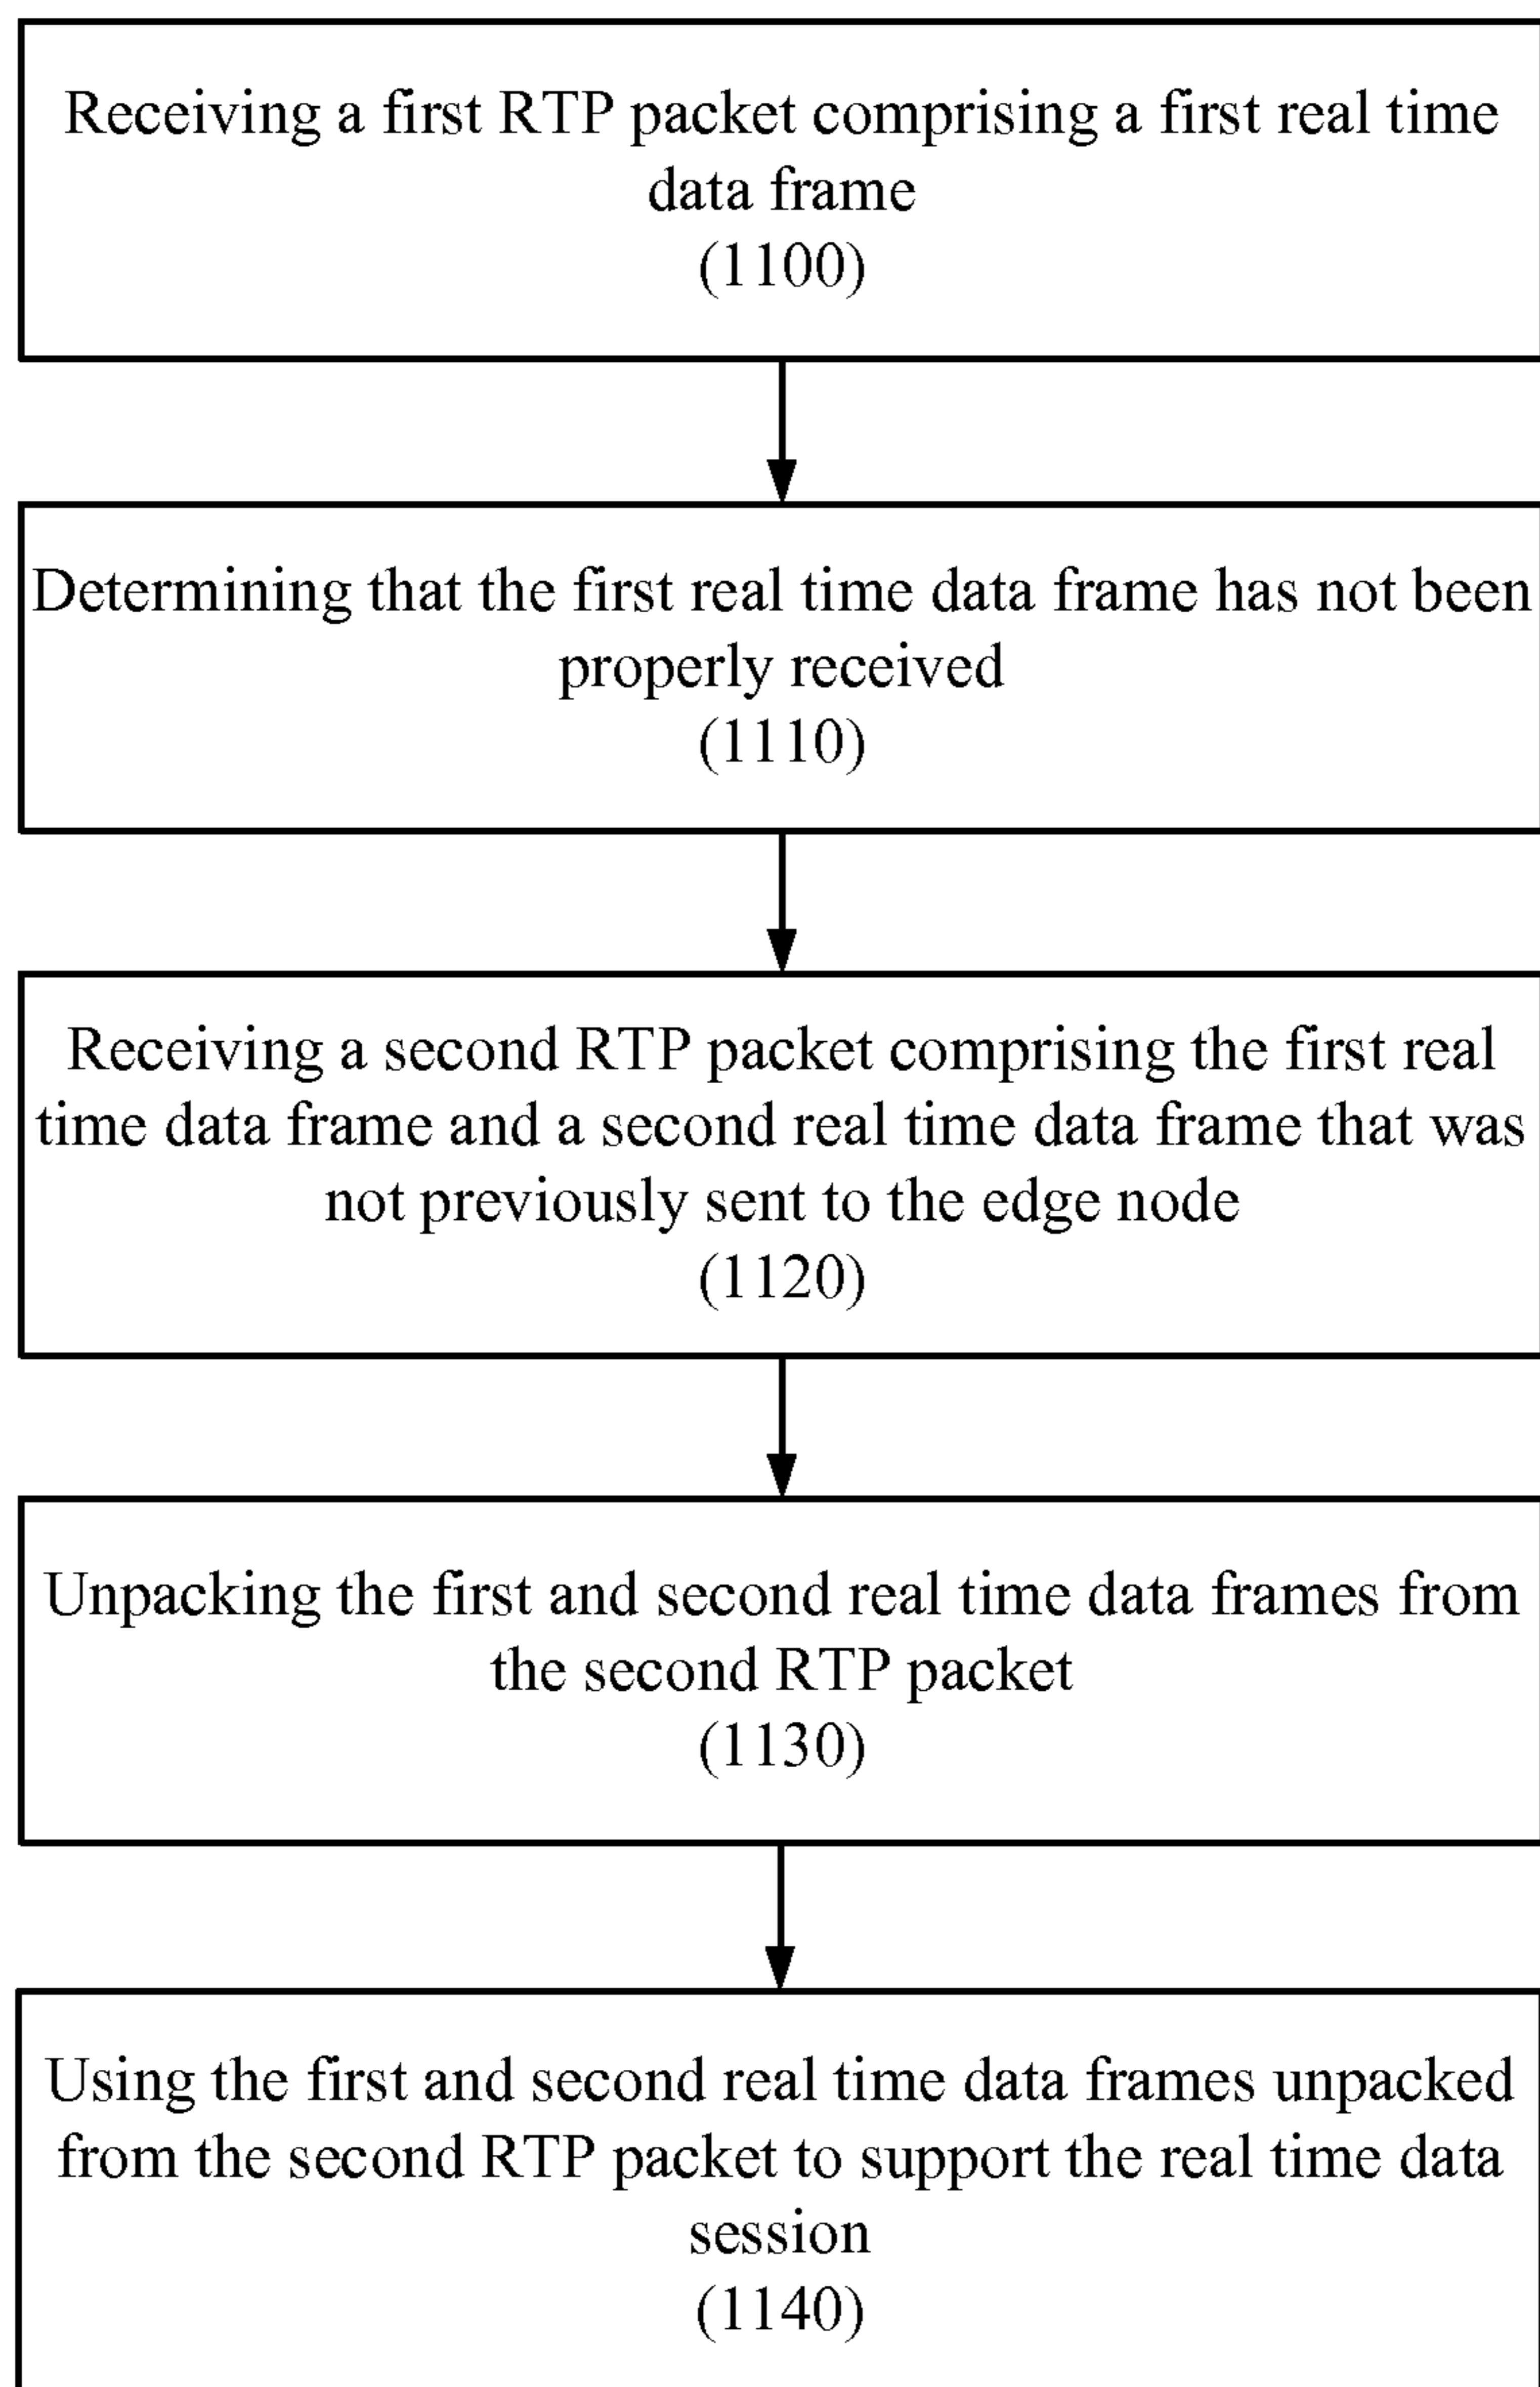 Receiving a first RTP packet comprising a first real time
data frame
(1100)
Determining that the first real time data frame has not been
properly received
(1110)
Receiving a second RTP packet comprising the first real
time data frame and a second real time data frame that was
not previously sent to the edge node
(1120)
Unpacking the first and second real time data frames from
the second RTP packet
(1130)
Using the first and second real time data frames unpacked
from the second RTP packet to support the real time data
session
(1140)